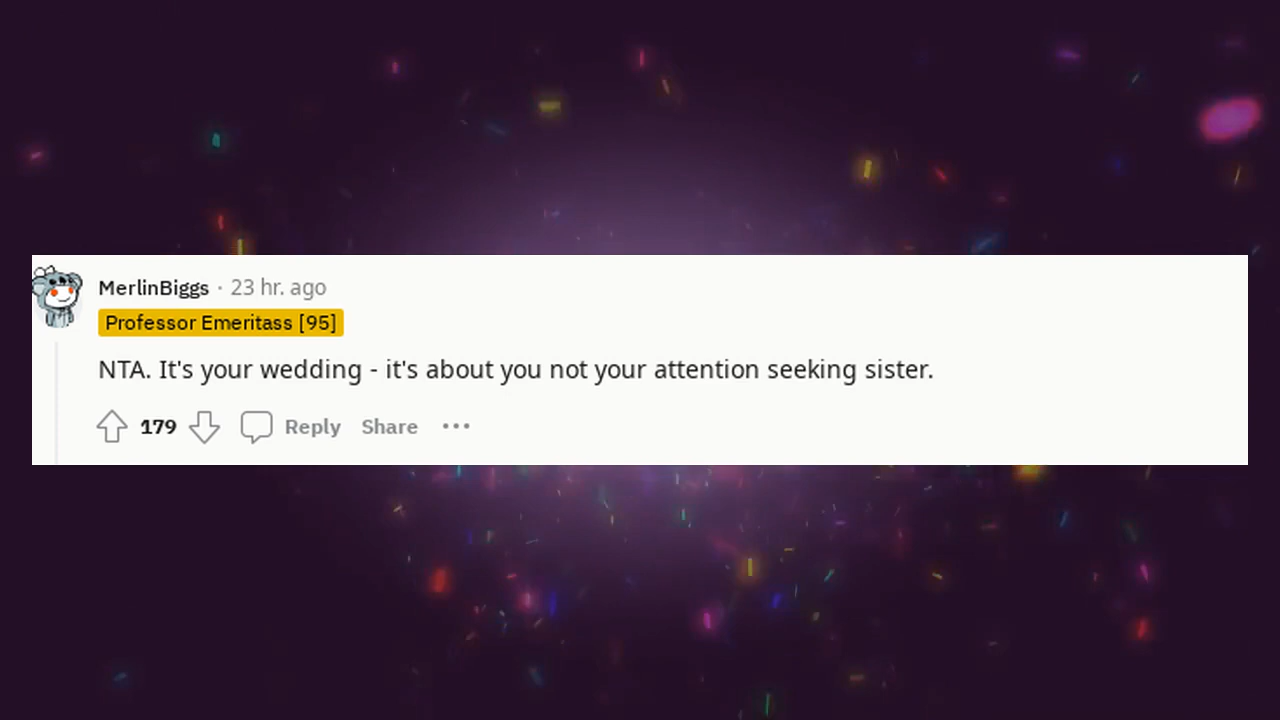 MerlinBiggs · 23 hr. ago
Professor Emeritass [95]
NTA. It's your wedding - it's about you not your attention seeking sister.
179 Reply Share ···